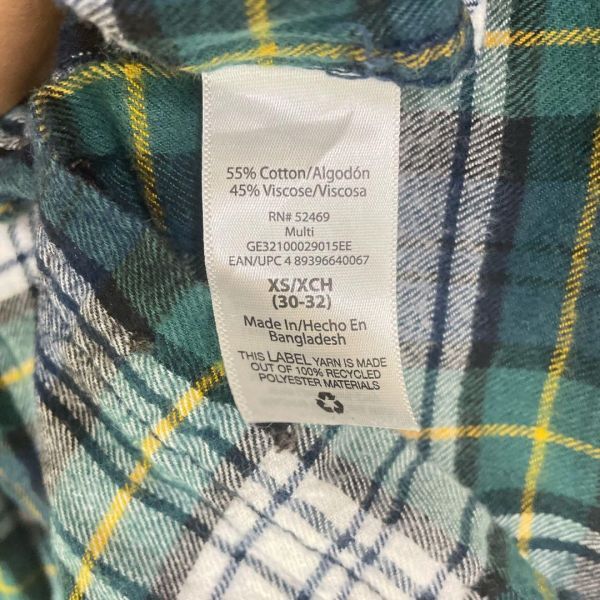 55% Cotton/Algodón
45% Viscose/Viscosa
RN# 52469
Multi
GE32100029015EE
EAN/UPC 4 89396640067
XS/XCH
(30-32)
Made In/Hecho En
Bangladesh
THIS LABEL YARN IS MADE
OUT OF 100% RECYCLED
POLYESTER MATERIALS